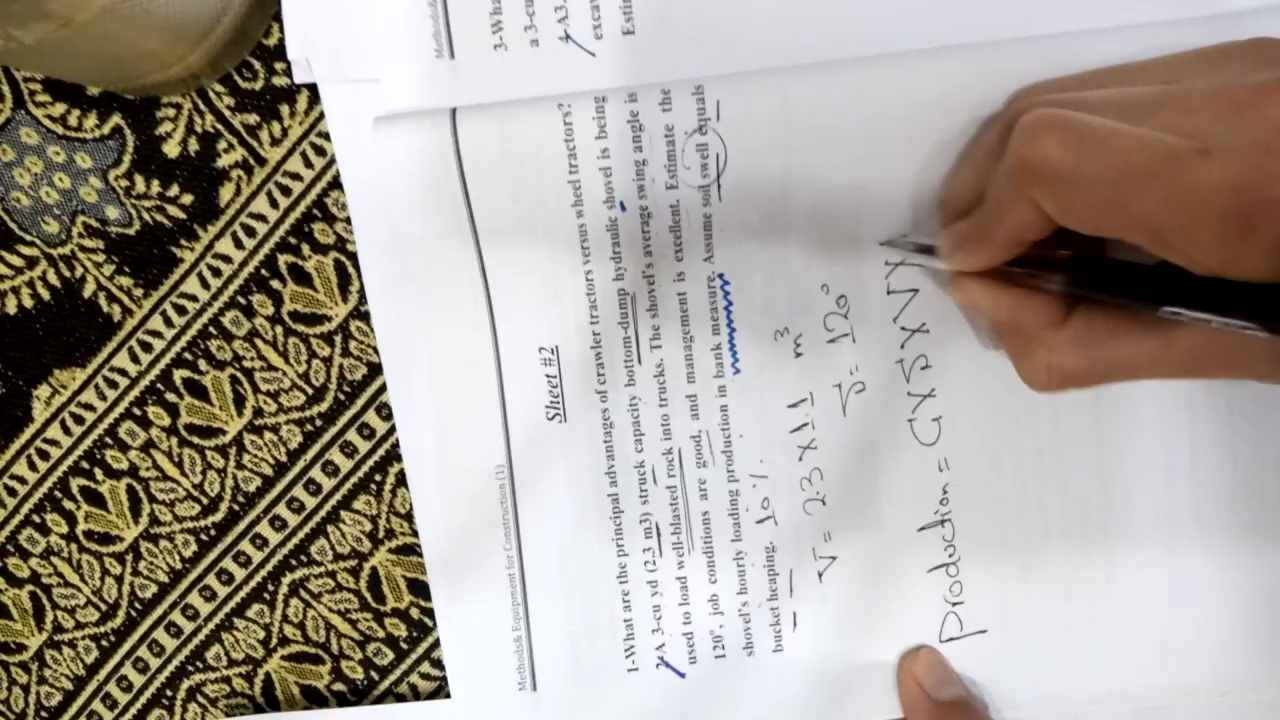 Methods& Equipment for Construction (1)
Sheet #2
1-What are the principal advantages of crawler tractors versus wheel tractors?
2-A 3-cu yd (2.3 m3) struck capacity bottom-dump hydraulic shovel is being
used to load well-blasted rock into trucks. The shovel's average swing angle is
120°, job conditions are good, and management is excellent. Estimate the
shovel's hourly loading production in bank measure. Assume soil swell equals
bucket heaping. 10 %
V = 2.3 x 1.1 m3
= 120°
Production = C x S x V x
3-Wha
a 3-cu
4-A3.
exca
Esti